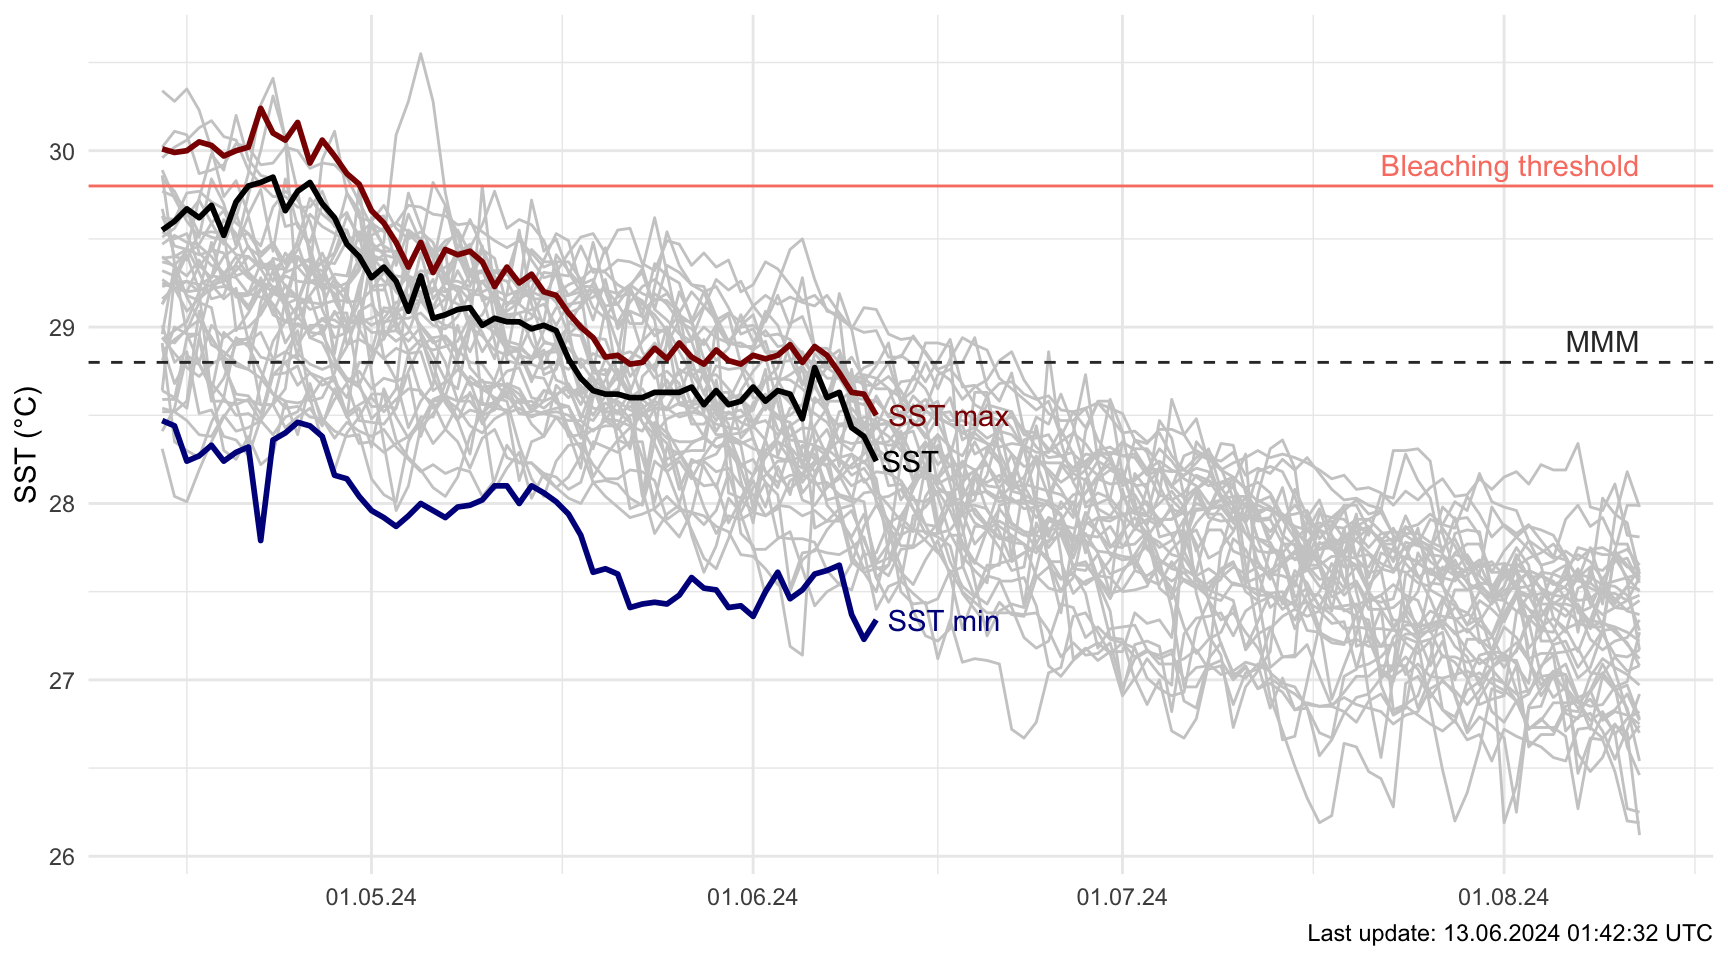 30
29
28
27
26
SST (°C)
Bleaching threshold
MMM
SST max
SST
SST min
01.05.24
01.06.24
01.07.24
01.08.24
Last update: 13.06.2024 01:42:32 UTC